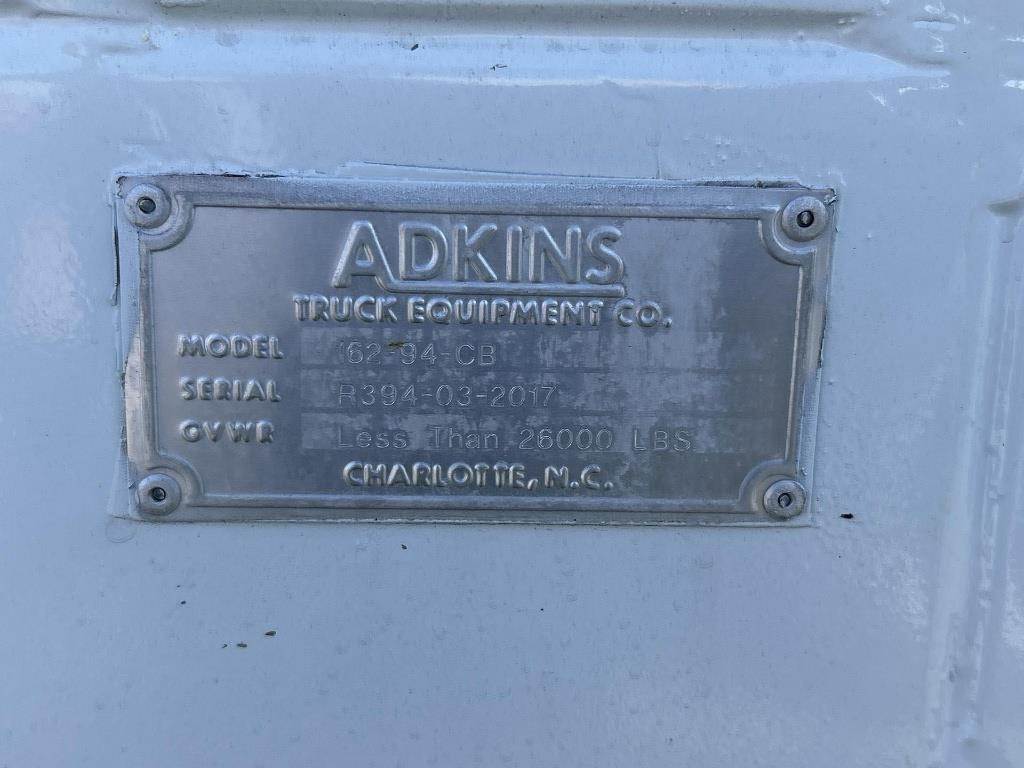 ADKINS
TRUCK EQUIPMENT CO.
MODEL 162-94-CB
SERIAL R394-03-2017
GVWR Less Than 26000 LBS
CHARLOTTE, N.C.